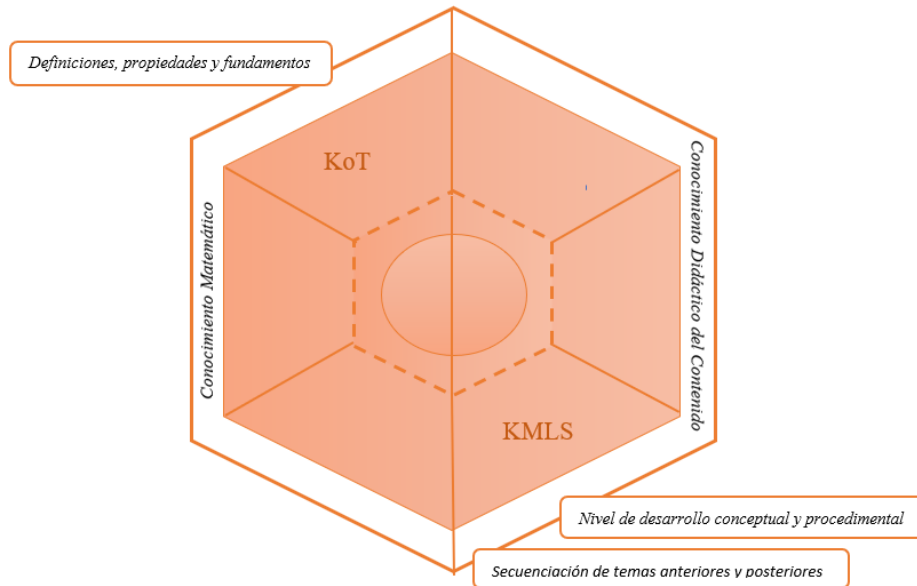 Definiciones, propiedades y fundamentos
KoT
Conocimiento Matemático
Conocimiento Didáctico del Contenido
KMLS
Nivel de desarrollo conceptual y procedimental
Secuenciación de temas anteriores y posteriores